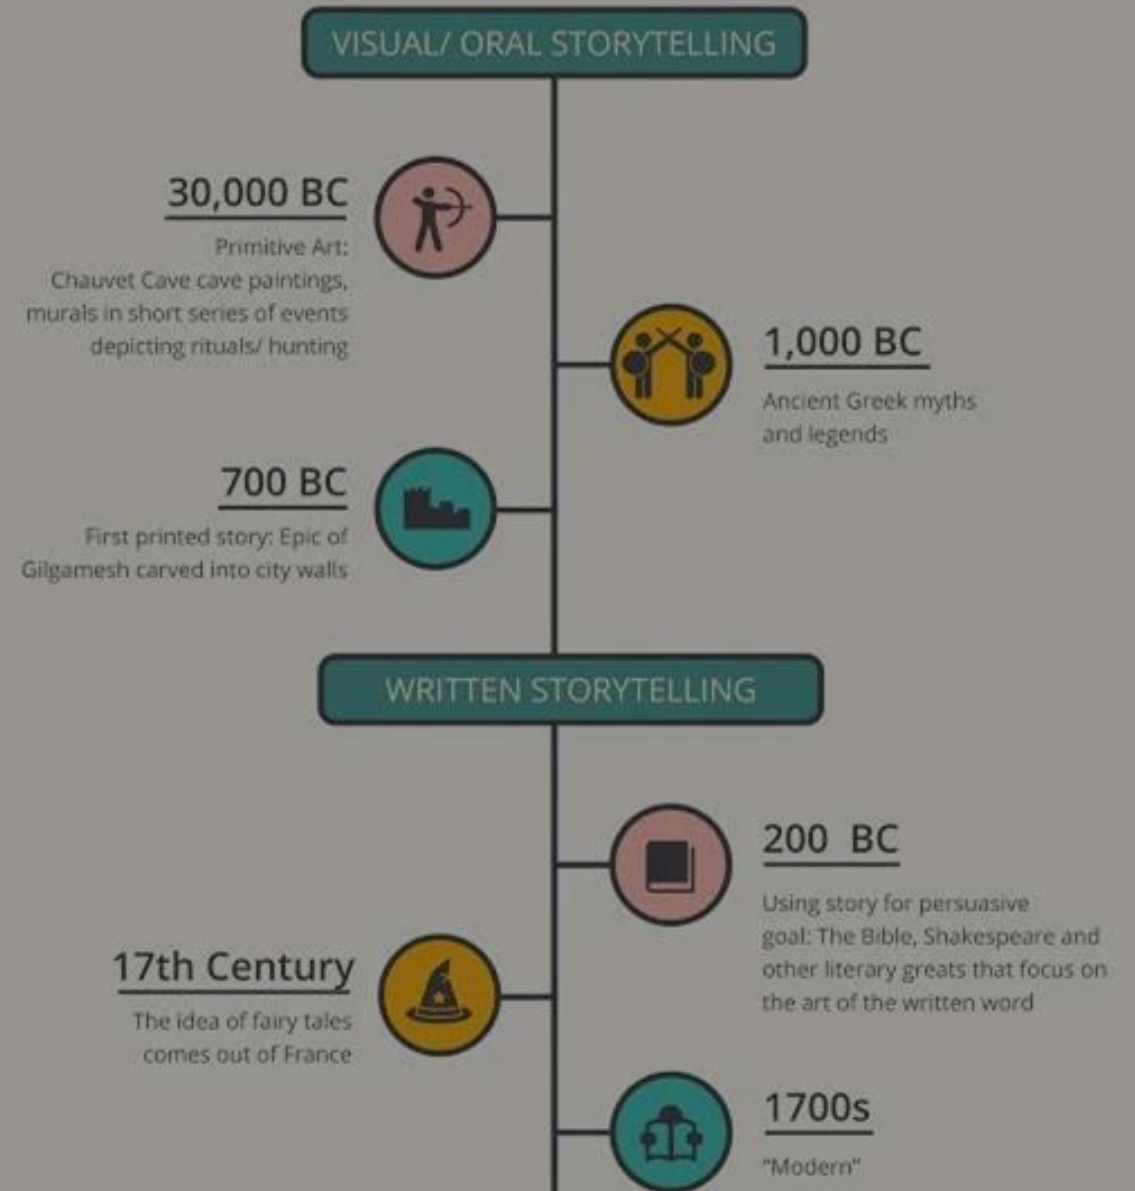 VISUAL/ ORAL STORYTELLING
30,000 BC
Primitive Art:
Chauvet Cave cave paintings,
murals in short series of events
depicting rituals/ hunting
1,000 BC
Ancient Greek myths
and legends
700 BC
First printed story: Epic of
Gilgamesh carved into city walls
WRITTEN STORYTELLING
200 BC
Using story for persuasive
goal: The Bible, Shakespeare and
other literary greats that focus on
the art of the written word
17th Century
The idea of fairy tales
comes out of France
1700s
"Modern"